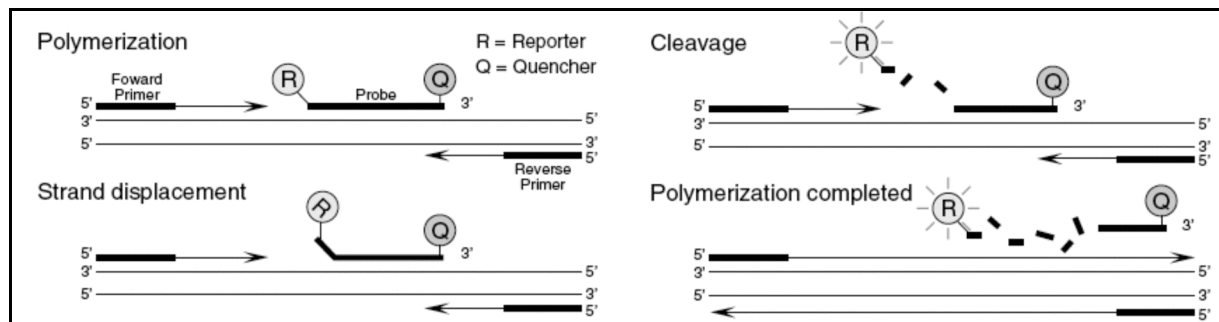 Polymerization
R = Reporter
Q = Quencher
Foward
Primer
R
Probe
Q
5'
3'
3'
5'
5'
3'
5'
Reverse
Primer
Strand displacement
R
Q
5'
3'
3'
5'
5'
3'
5'
Cleavage
R
Q
5'
3'
3'
5'
5'
3'
5'
Polymerization completed
R
Q
3'
5'
3'
5'
5'
3'
5'